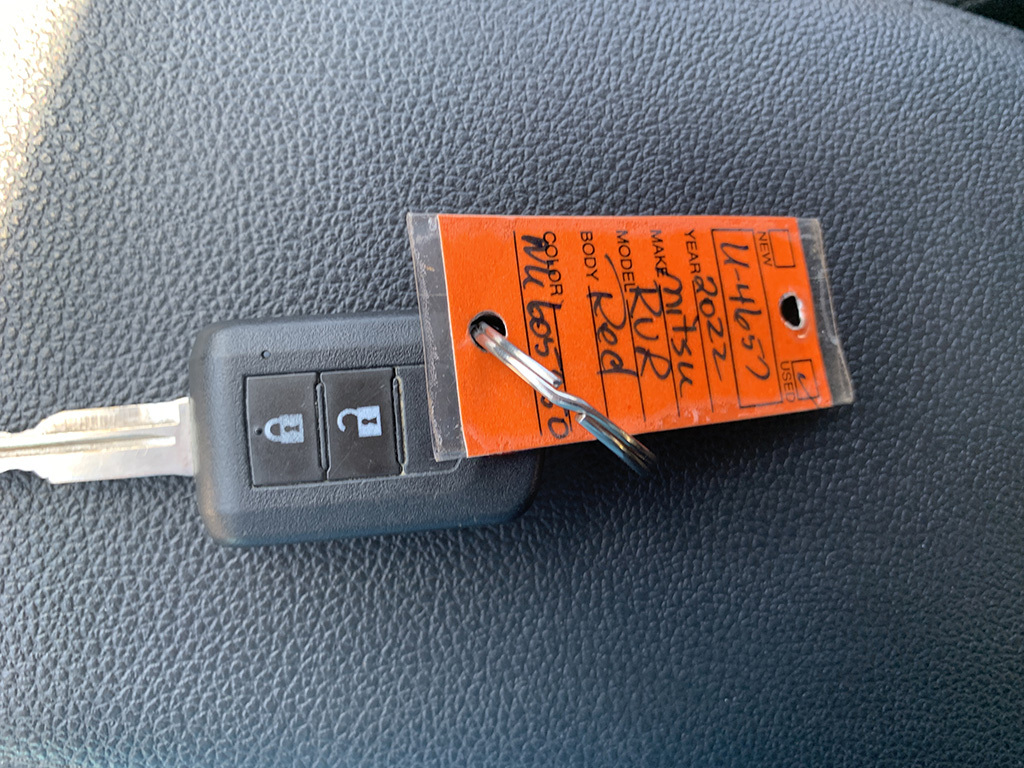 NEW USED
U-4657
YEAR 2022
MAKE mitsu
MODEL RVR
BODY Red
COLOR